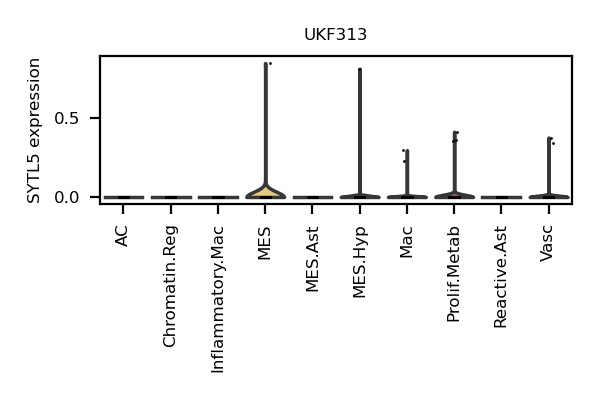 UKF313
SYTL5 expression
0.5
0.0
AC
Chromatin.Reg
Inflammatory.Mac
MES
MES.Ast
MES.Hyp
Mac
Prolif.Metab
Reactive.Ast
Vasc